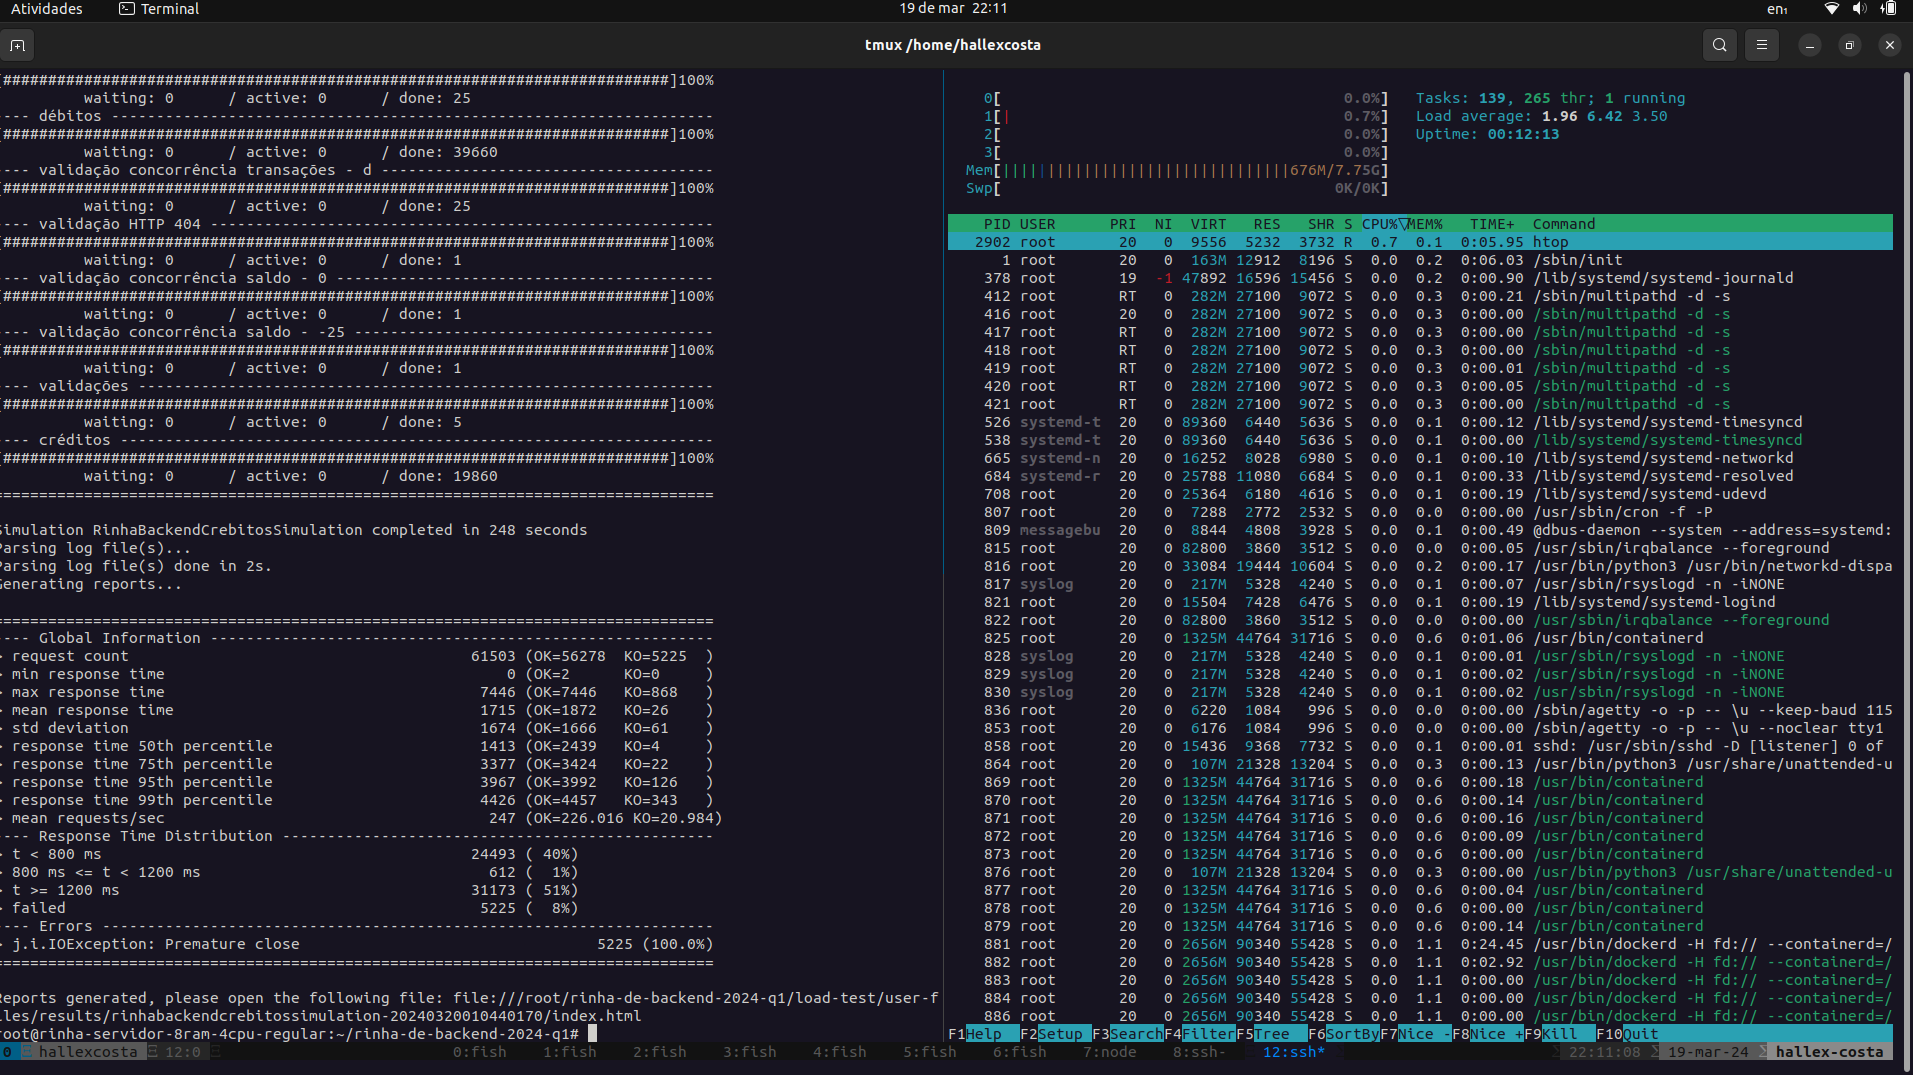 Atividades
Terminal
19 de mar 22:11
en₁
tmux /home/hallexcosta
[##########################################################################]100%
waiting: 0 / active: 0 / done: 25
---- débitos -------------------------------------------------------------------
[##########################################################################]100%
waiting: 0 / active: 0 / done: 39660
---- validação concorrência transações - d -------------------------------------
[##########################################################################]100%
waiting: 0 / active: 0 / done: 25
---- validação HTTP 404 --------------------------------------------------------
[##########################################################################]100%
waiting: 0 / active: 0 / done: 1
---- validação concorrência saldo - 0 ------------------------------------------
[##########################################################################]100%
waiting: 0 / active: 0 / done: 1
---- validação concorrência saldo - -25 ----------------------------------------
[##########################################################################]100%
waiting: 0 / active: 0 / done: 1
---- validações ----------------------------------------------------------------
[##########################################################################]100%
waiting: 0 / active: 0 / done: 5
---- créditos ------------------------------------------------------------------
[##########################################################################]100%
waiting: 0 / active: 0 / done: 19860
================================================================================
Simulation RinhaBackendCrebitosSimulation completed in 248 seconds
Parsing log file(s)...
Parsing log file(s) done in 2s.
Generating reports...
================================================================================
---- Global Information --------------------------------------------------------
> request count 61503 (OK=56278 KO=5225 )
> min response time 0 (OK=2 KO=0 )
> max response time 7446 (OK=7446 KO=868 )
> mean response time 1715 (OK=1872 KO=26 )
> std deviation 1674 (OK=1666 KO=61 )
> response time 50th percentile 1413 (OK=2439 KO=4 )
> response time 75th percentile 3377 (OK=3424 KO=22 )
> response time 95th percentile 3967 (OK=3992 KO=126 )
> response time 99th percentile 4426 (OK=4457 KO=343 )
> mean requests/sec 247 (OK=226.016 KO=20.984)
---- Response Time Distribution ------------------------------------------------
> t < 800 ms 24493 ( 40%)
> 800 ms <= t < 1200 ms 612 ( 1%)
> t >= 1200 ms 31173 ( 51%)
> failed 5225 ( 8%)
---- Errors --------------------------------------------------------------------
> j.i.IOException: Premature close 5225 (100.0%)
================================================================================
Reports generated, please open the following file: file:///root/rinha-de-backend-2024-q1/load-test/user-f
iles/results/rinhabackendcrebitossimulation-20240320010440170/index.html
root@rinha-servidor-8ram-4cpu-regular:~/rinha-de-backend-2024-q1#
0[ 0.0%] Tasks: 139, 265 thr; 1 running
1[| 0.7%] Load average: 1.96 6.42 3.50
2[ 0.0%] Uptime: 00:12:13
3[ 0.0%]
Mem[||||||||||||||||||||||||||||||||676M/7.75G]
Swp[ 0K/0K]
PID USER PRI NI VIRT RES SHR S CPU%▽MEM% TIME+ Command
2902 root 20 0 9556 5232 3732 R 0.7 0.1 0:05.95 htop
1 root 20 0 163M 12912 8196 S 0.0 0.2 0:06.03 /sbin/init
378 root 19 -1 47892 16596 15456 S 0.0 0.2 0:00.90 /lib/systemd/systemd-journald
412 root RT 0 282M 27100 9072 S 0.0 0.3 0:00.21 /sbin/multipathd -d -s
416 root 20 0 282M 27100 9072 S 0.0 0.3 0:00.00 /sbin/multipathd -d -s
417 root RT 0 282M 27100 9072 S 0.0 0.3 0:00.00 /sbin/multipathd -d -s
418 root RT 0 282M 27100 9072 S 0.0 0.3 0:00.00 /sbin/multipathd -d -s
419 root RT 0 282M 27100 9072 S 0.0 0.3 0:00.01 /sbin/multipathd -d -s
420 root RT 0 282M 27100 9072 S 0.0 0.3 0:00.05 /sbin/multipathd -d -s
421 root RT 0 282M 27100 9072 S 0.0 0.3 0:00.00 /sbin/multipathd -d -s
526 systemd-t 20 0 89360 6440 5636 S 0.0 0.1 0:00.12 /lib/systemd/systemd-timesyncd
538 systemd-t 20 0 89360 6440 5636 S 0.0 0.1 0:00.00 /lib/systemd/systemd-timesyncd
665 systemd-n 20 0 16252 8028 6980 S 0.0 0.1 0:00.10 /lib/systemd/systemd-networkd
684 systemd-r 20 0 25788 11080 6684 S 0.0 0.1 0:00.33 /lib/systemd/systemd-resolved
708 root 20 0 25364 6180 4616 S 0.0 0.1 0:00.19 /lib/systemd/systemd-udevd
807 root 20 0 7288 2772 2532 S 0.0 0.0 0:00.00 /usr/sbin/cron -f -P
809 messagebu 20 0 8844 4808 3928 S 0.0 0.1 0:00.49 @dbus-daemon --system --address=systemd:
815 root 20 0 82800 3860 3512 S 0.0 0.0 0:00.05 /usr/sbin/irqbalance --foreground
816 root 20 0 33084 19444 10604 S 0.0 0.2 0:00.17 /usr/bin/python3 /usr/bin/networkd-dispa
817 syslog 20 0 217M 5328 4240 S 0.0 0.1 0:00.07 /usr/sbin/rsyslogd -n -iNONE
821 root 20 0 15504 7428 6476 S 0.0 0.1 0:00.19 /lib/systemd/systemd-logind
822 root 20 0 82800 3860 3512 S 0.0 0.0 0:00.00 /usr/sbin/irqbalance --foreground
825 root 20 0 1325M 44764 31716 S 0.0 0.6 0:01.06 /usr/bin/containerd
828 syslog 20 0 217M 5328 4240 S 0.0 0.1 0:00.01 /usr/sbin/rsyslogd -n -iNONE
829 syslog 20 0 217M 5328 4240 S 0.0 0.1 0:00.02 /usr/sbin/rsyslogd -n -iNONE
830 syslog 20 0 217M 5328 4240 S 0.0 0.1 0:00.02 /usr/sbin/rsyslogd -n -iNONE
836 root 20 0 6220 1084 996 S 0.0 0.0 0:00.00 /sbin/agetty -o -p -- \u --keep-baud 115
853 root 20 0 6176 1084 996 S 0.0 0.0 0:00.00 /sbin/agetty -o -p -- \u --noclear tty1
858 root 20 0 15436 9368 7732 S 0.0 0.1 0:00.01 sshd: /usr/sbin/sshd -D [listener] 0 of
864 root 20 0 107M 21328 13204 S 0.0 0.3 0:00.13 /usr/bin/python3 /usr/share/unattended-u
869 root 20 0 1325M 44764 31716 S 0.0 0.6 0:00.18 /usr/bin/containerd
870 root 20 0 1325M 44764 31716 S 0.0 0.6 0:00.14 /usr/bin/containerd
871 root 20 0 1325M 44764 31716 S 0.0 0.6 0:00.16 /usr/bin/containerd
872 root 20 0 1325M 44764 31716 S 0.0 0.6 0:00.09 /usr/bin/containerd
873 root 20 0 1325M 44764 31716 S 0.0 0.6 0:00.00 /usr/bin/containerd
876 root 20 0 107M 21328 13204 S 0.0 0.3 0:00.00 /usr/bin/python3 /usr/share/unattended-u
877 root 20 0 1325M 44764 31716 S 0.0 0.6 0:00.04 /usr/bin/containerd
878 root 20 0 1325M 44764 31716 S 0.0 0.6 0:00.00 /usr/bin/containerd
879 root 20 0 1325M 44764 31716 S 0.0 0.6 0:00.14 /usr/bin/containerd
881 root 20 0 2656M 90340 55428 S 0.0 1.1 0:24.45 /usr/bin/dockerd -H fd:// --containerd=/
882 root 20 0 2656M 90340 55428 S 0.0 1.1 0:02.92 /usr/bin/dockerd -H fd:// --containerd=/
883 root 20 0 2656M 90340 55428 S 0.0 1.1 0:00.00 /usr/bin/dockerd -H fd:// --containerd=/
884 root 20 0 2656M 90340 55428 S 0.0 1.1 0:00.00 /usr/bin/dockerd -H fd:// --containerd=/
886 root 20 0 2656M 90340 55428 S 0.0 1.1 0:00.00 /usr/bin/dockerd -H fd:// --containerd=/
F1Help F2Setup F3SearchF4FilterF5Tree F6SortByF7Nice -F8Nice +F9Kill F10Quit
0 hallexcosta 12:0 0:fish 1:fish 2:fish 3:fish 4:fish 5:fish 6:fish 7:node 8:ssh- 12:ssh* 22:11:08 19-mar-24 hallex-costa